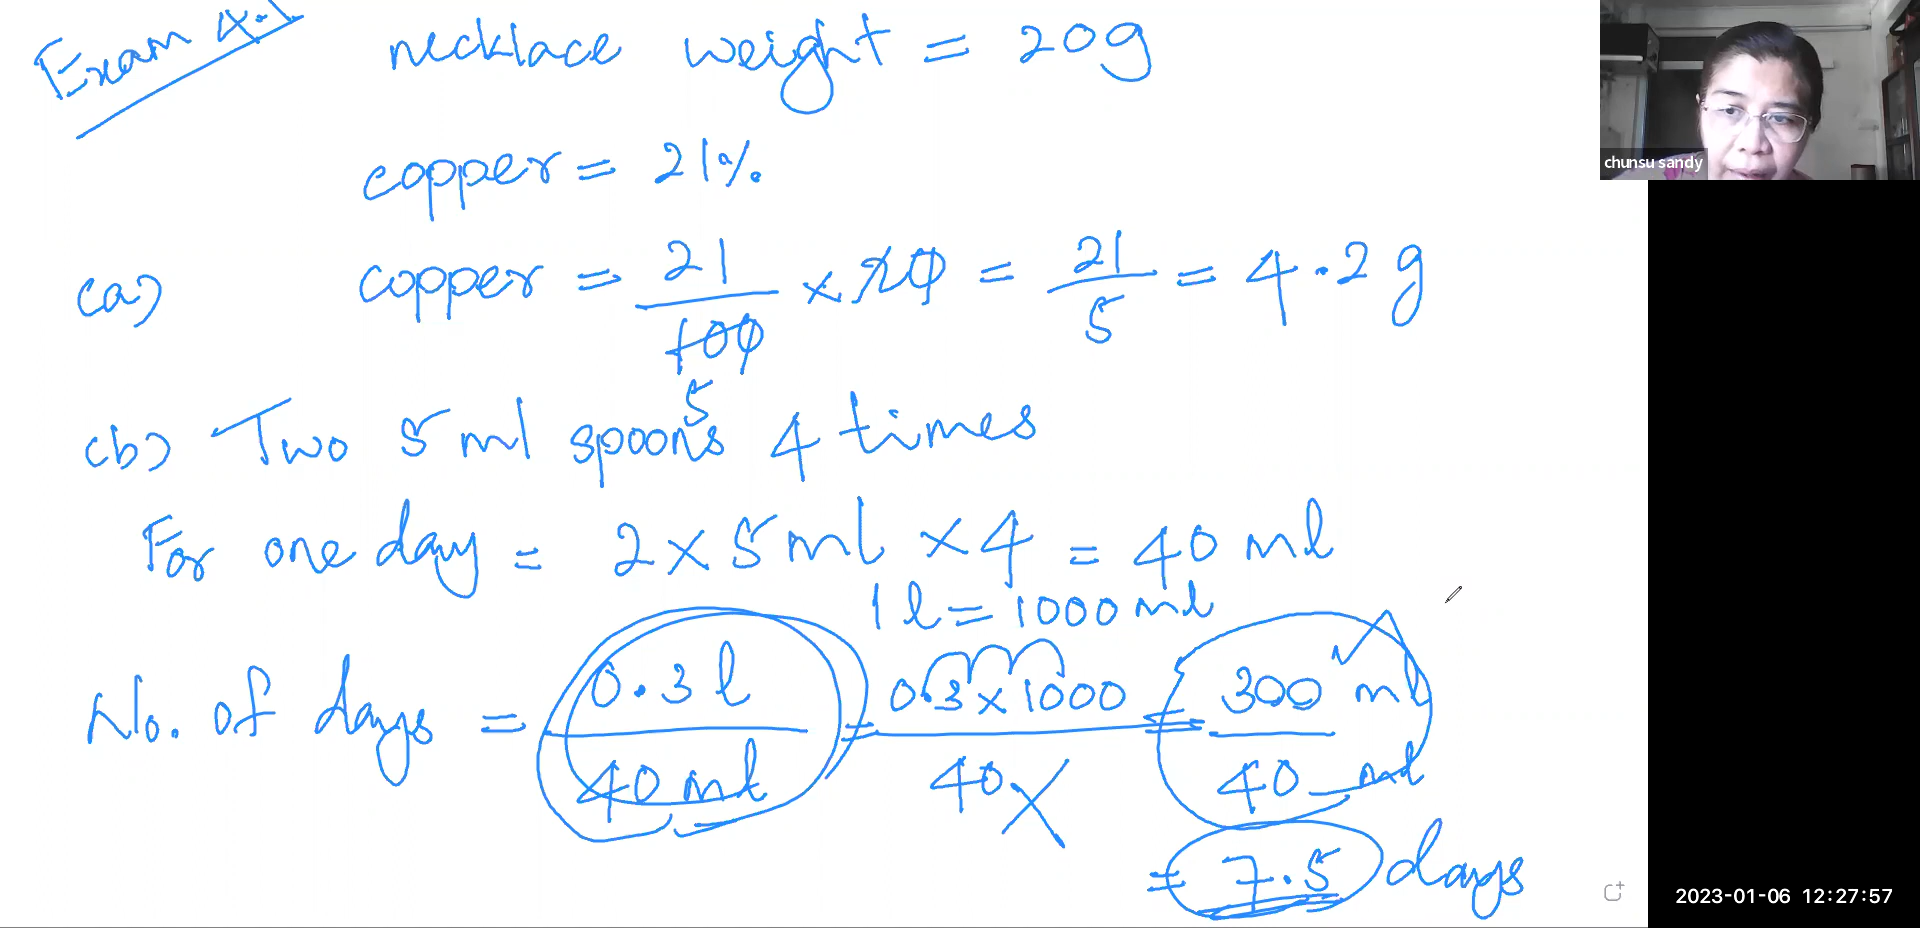 Exam 4.1
necklace weight = 20g
copper = 21%
(a) copper = 21/100 × 20 = 21/5 = 4.2 g
5
(b) Two 5 ml spoons 4 times
For one day = 2 × 5 ml × 4 = 40 ml
1 l = 1000 ml
No. of days = 0.3 l / 40 ml = 0.3 × 1000 / 40 = 300 ml / 40 ml
= 7.5 days
chunsu sandy
2023-01-06 12:27:57